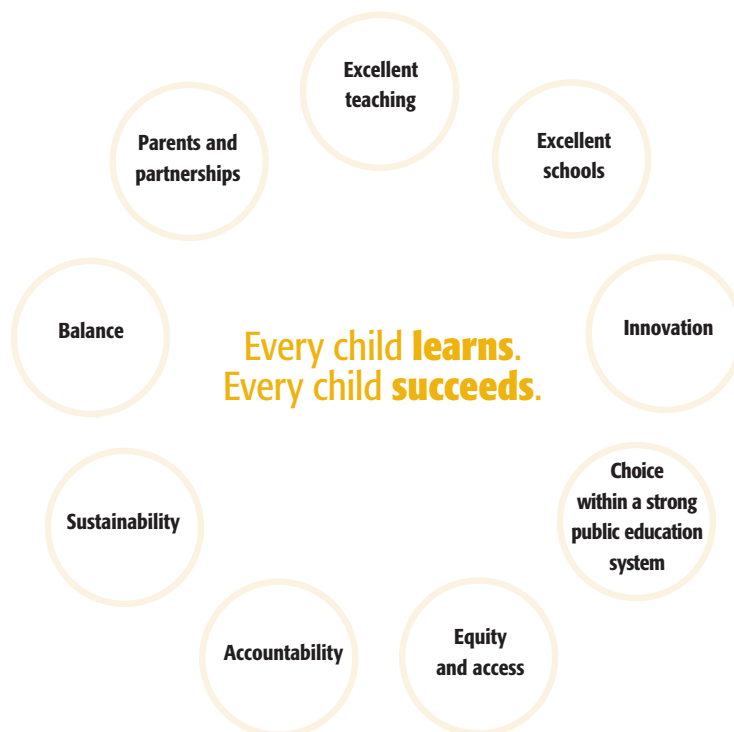 Excellent
teaching
Parents and
partnerships
Excellent
schools
Balance
Innovation
Every child learns.
Every child succeeds.
Choice
within a strong
public education
system
Sustainability
Accountability
Equity
and access